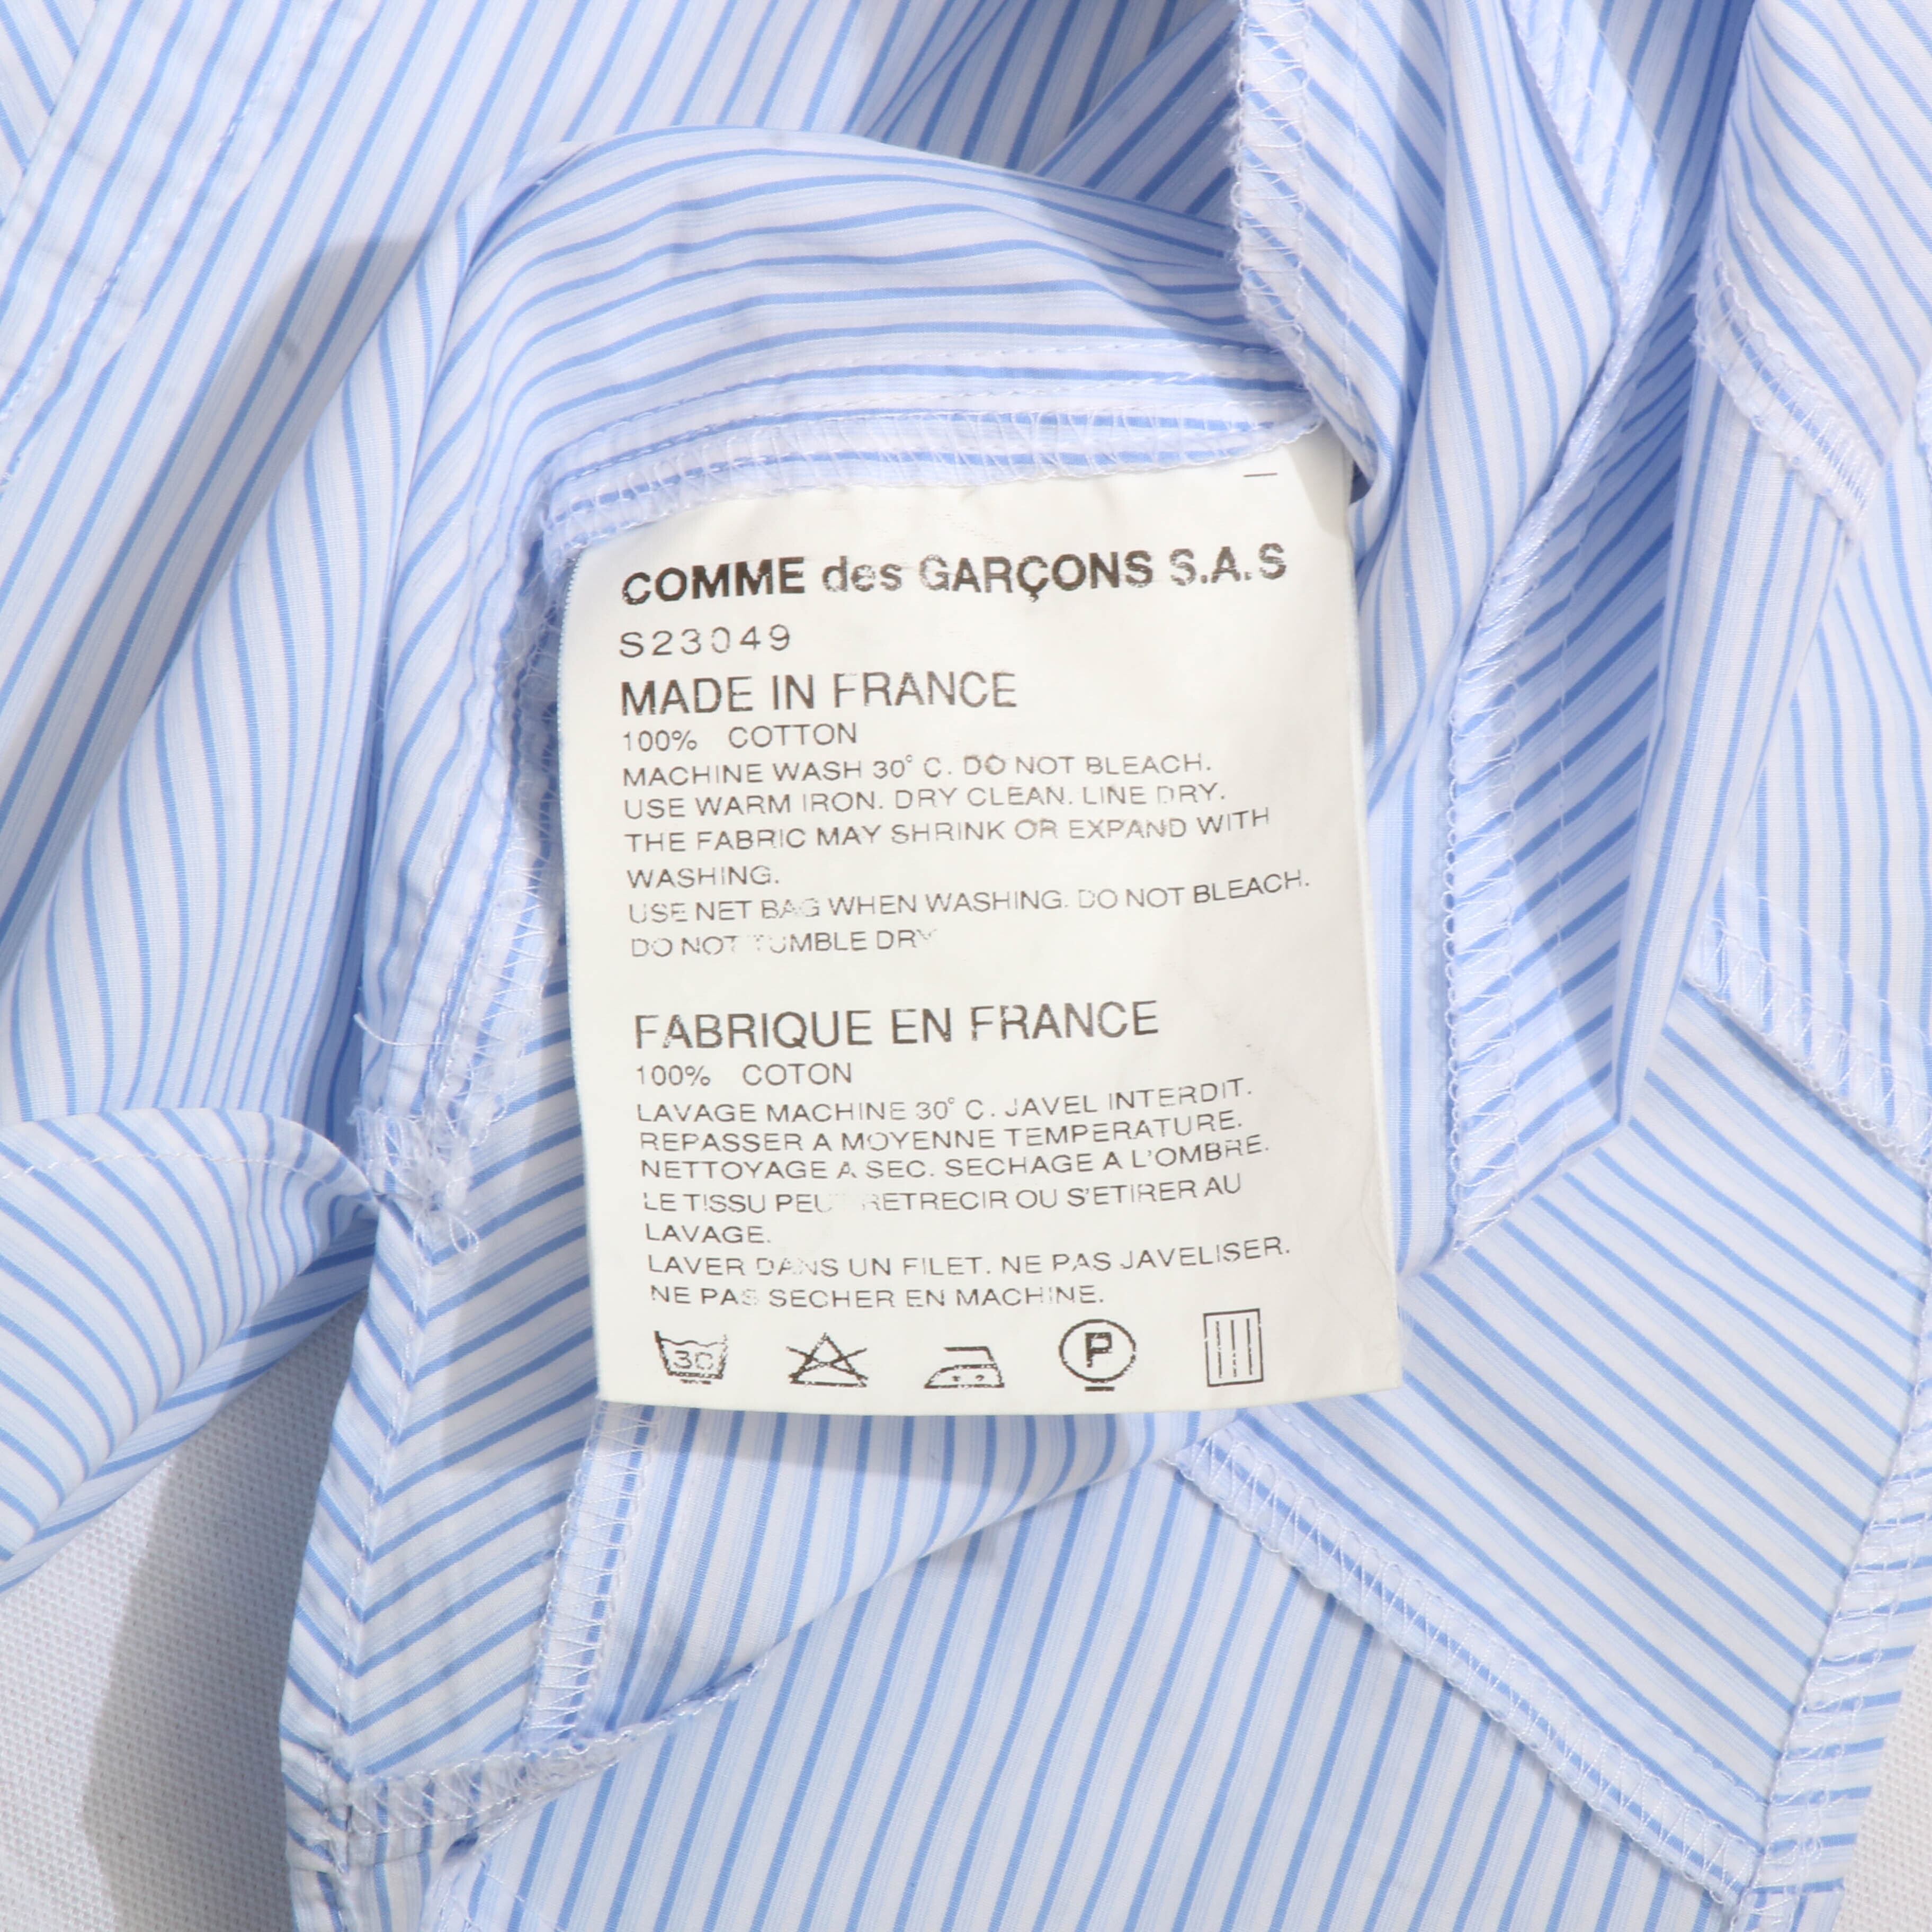 COMME des GARÇONS S.A.S
S23049
MADE IN FRANCE
100% COTTON
MACHINE WASH 30° C. DO NOT BLEACH.
USE WARM IRON. DRY CLEAN. LINE DRY.
THE FABRIC MAY SHRINK OR EXPAND WITH
WASHING.
USE NET BAG WHEN WASHING. DO NOT BLEACH.
DO NOT TUMBLE DRY
FABRIQUE EN FRANCE
100% COTON
LAVAGE MACHINE 30° C. JAVEL INTERDIT.
REPASSER A MOYENNE TEMPERATURE.
NETTOYAGE A SEC. SECHAGE A L'OMBRE.
LE TISSU PEUT RETRECIR OU S'ETIRER AU
LAVAGE.
LAVER DANS UN FILET. NE PAS JAVELISER.
NE PAS SECHER EN MACHINE.
30 P